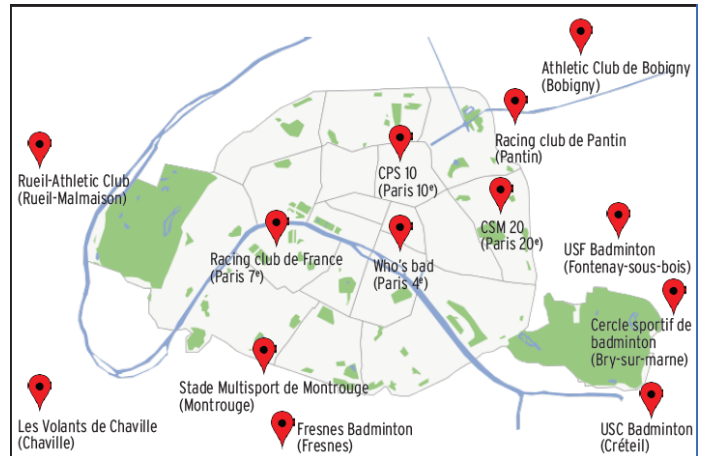 Athletic Club de Bobigny
(Bobigny)
Racing club de Pantin
(Pantin)
CPS 10
(Paris 10e)
Rueil-Athletic Club
(Rueil-Malmaison)
CSM 20
(Paris 20e)
USF Badminton
(Fontenay-sous-bois)
Racing club de France
(Paris 7e)
Who's bad
(Paris 4e)
Cercle sportif de
badminton
(Bry-sur-marne)
Stade Multisport de Montrouge
(Montrouge)
Les Volants de Chaville
(Chaville)
Fresnes Badminton
(Fresnes)
USC Badminton
(Créteil)